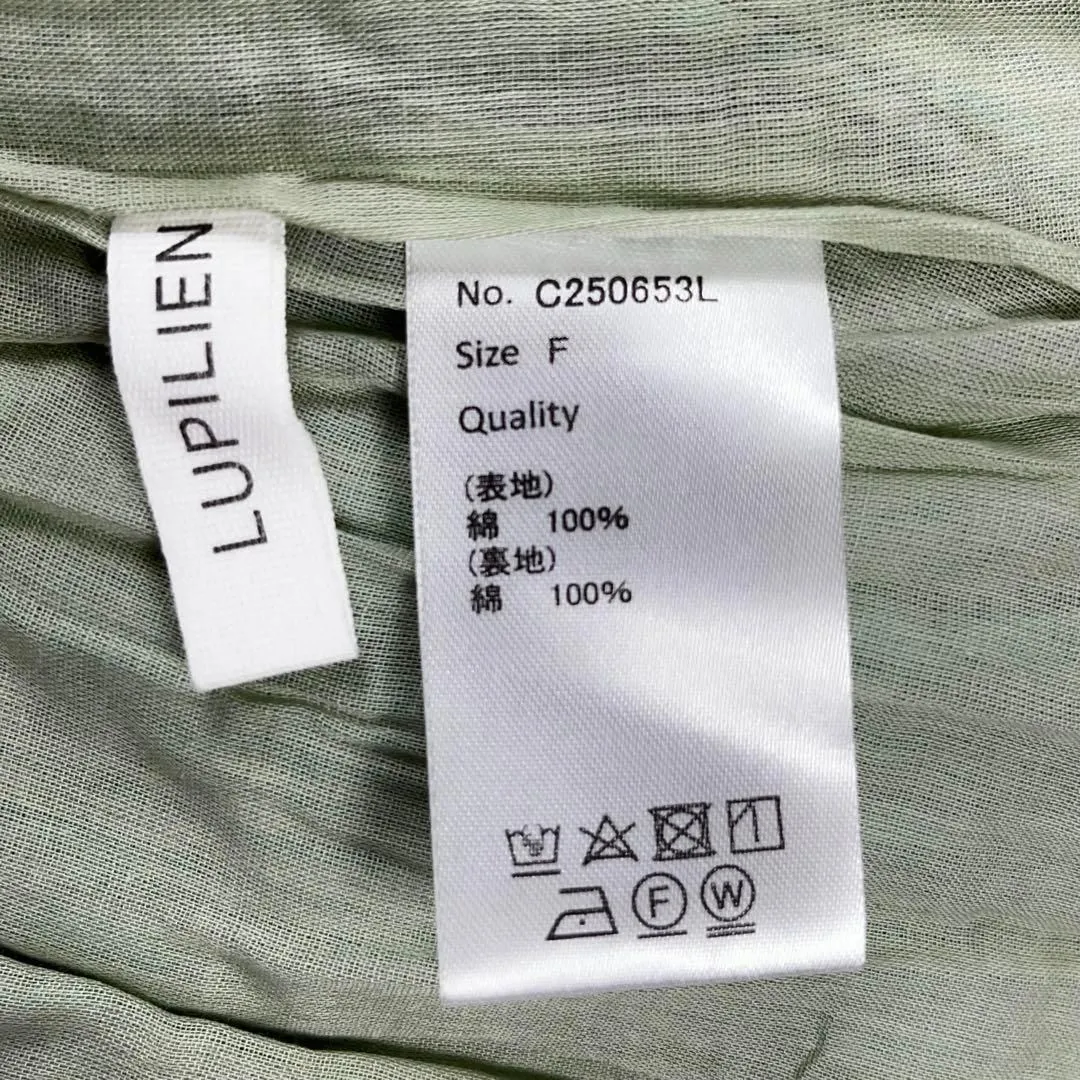 LUPILIEN
No. C250653L
Size F
Quality
(表地)
綿 100%
(裏地)
綿 100%
F W